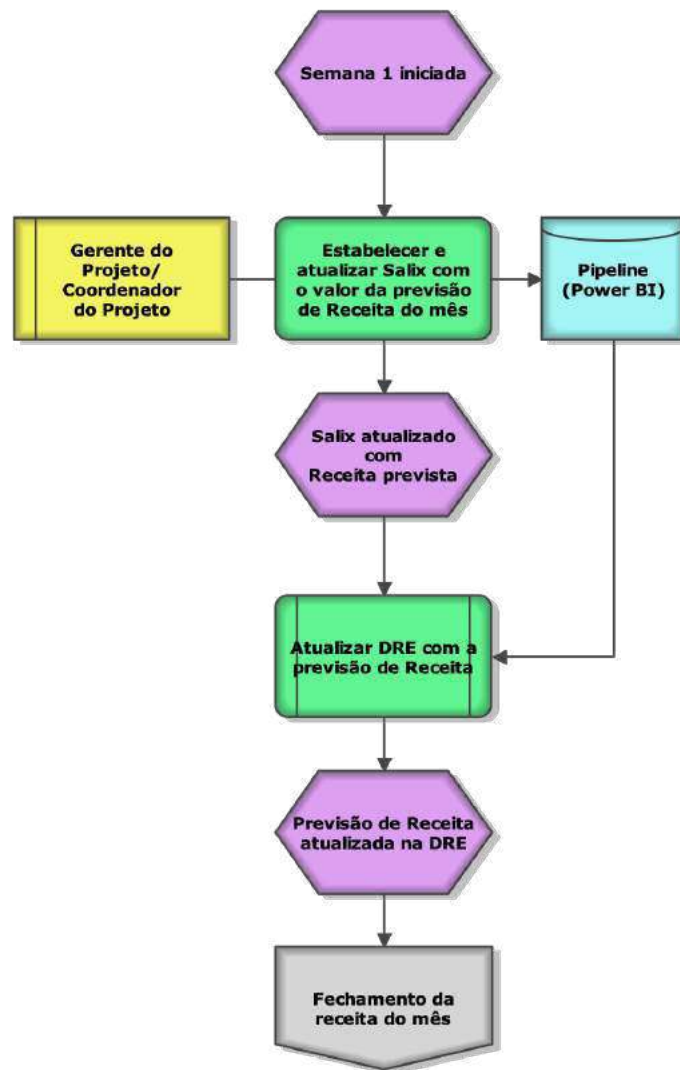 Semana 1 iniciada
Gerente do
Projeto/
Coordenador
do Projeto
Estabelecer e
atualizar Salix com
o valor da previsão
de Receita do mês
Pipeline
(Power BI)
Salix atualizado
com
Receita prevista
Atualizar DRE com a
previsão de Receita
Previsão de Receita
atualizada na DRE
Fechamento da
receita do mês